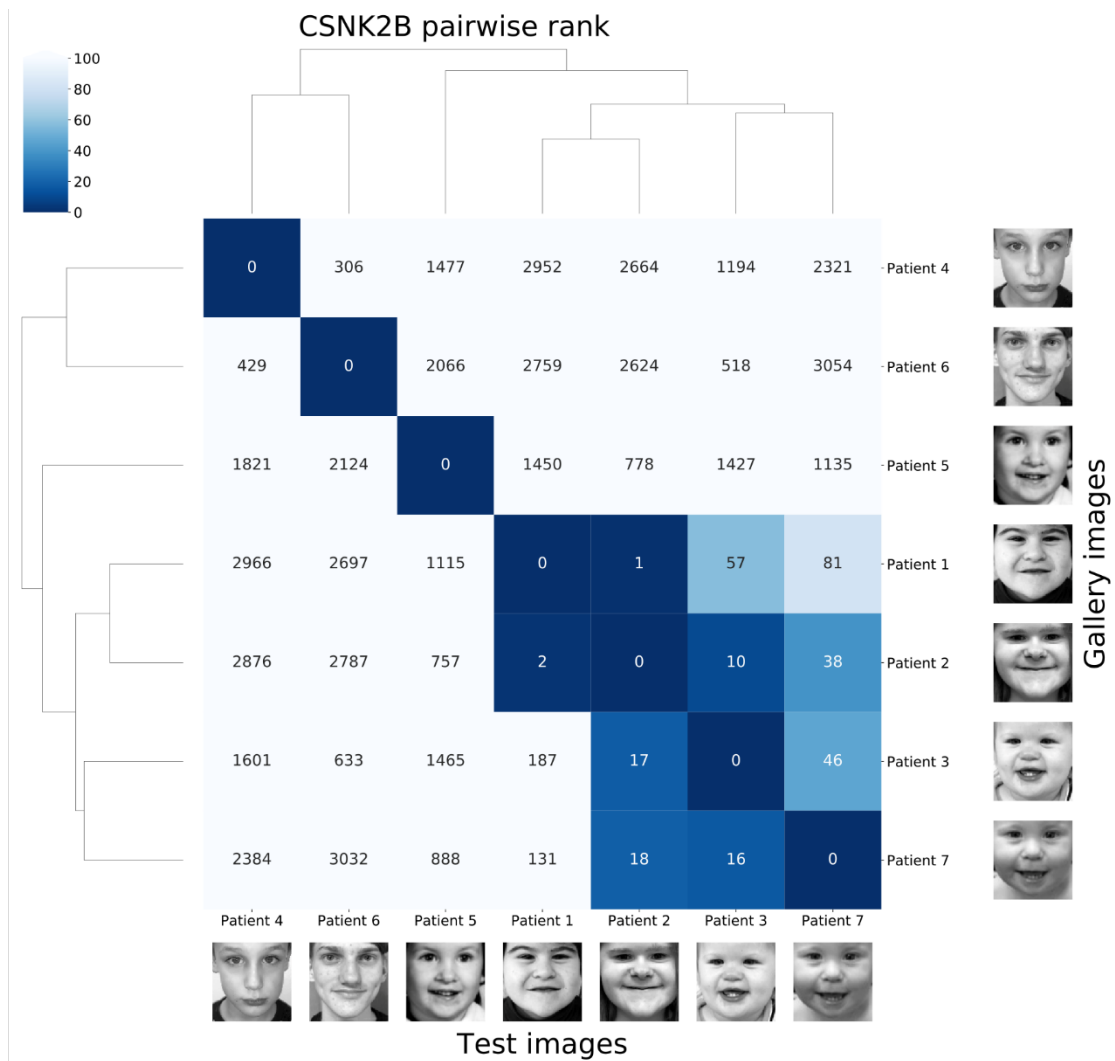 CSNK2B pairwise rank
100
80
60
40
20
0
0 306 1477 2952 2664 1194 2321 Patient 4
429 0 2066 2759 2624 518 3054 Patient 6
1821 2124 0 1450 778 1427 1135 Patient 5
2966 2697 1115 0 1 57 81 Patient 1
2876 2787 757 2 0 10 38 Patient 2
1601 633 1465 187 17 0 46 Patient 3
2384 3032 888 131 18 16 0 Patient 7
Gallery images
Patient 4 Patient 6 Patient 5 Patient 1 Patient 2 Patient 3 Patient 7
Test images